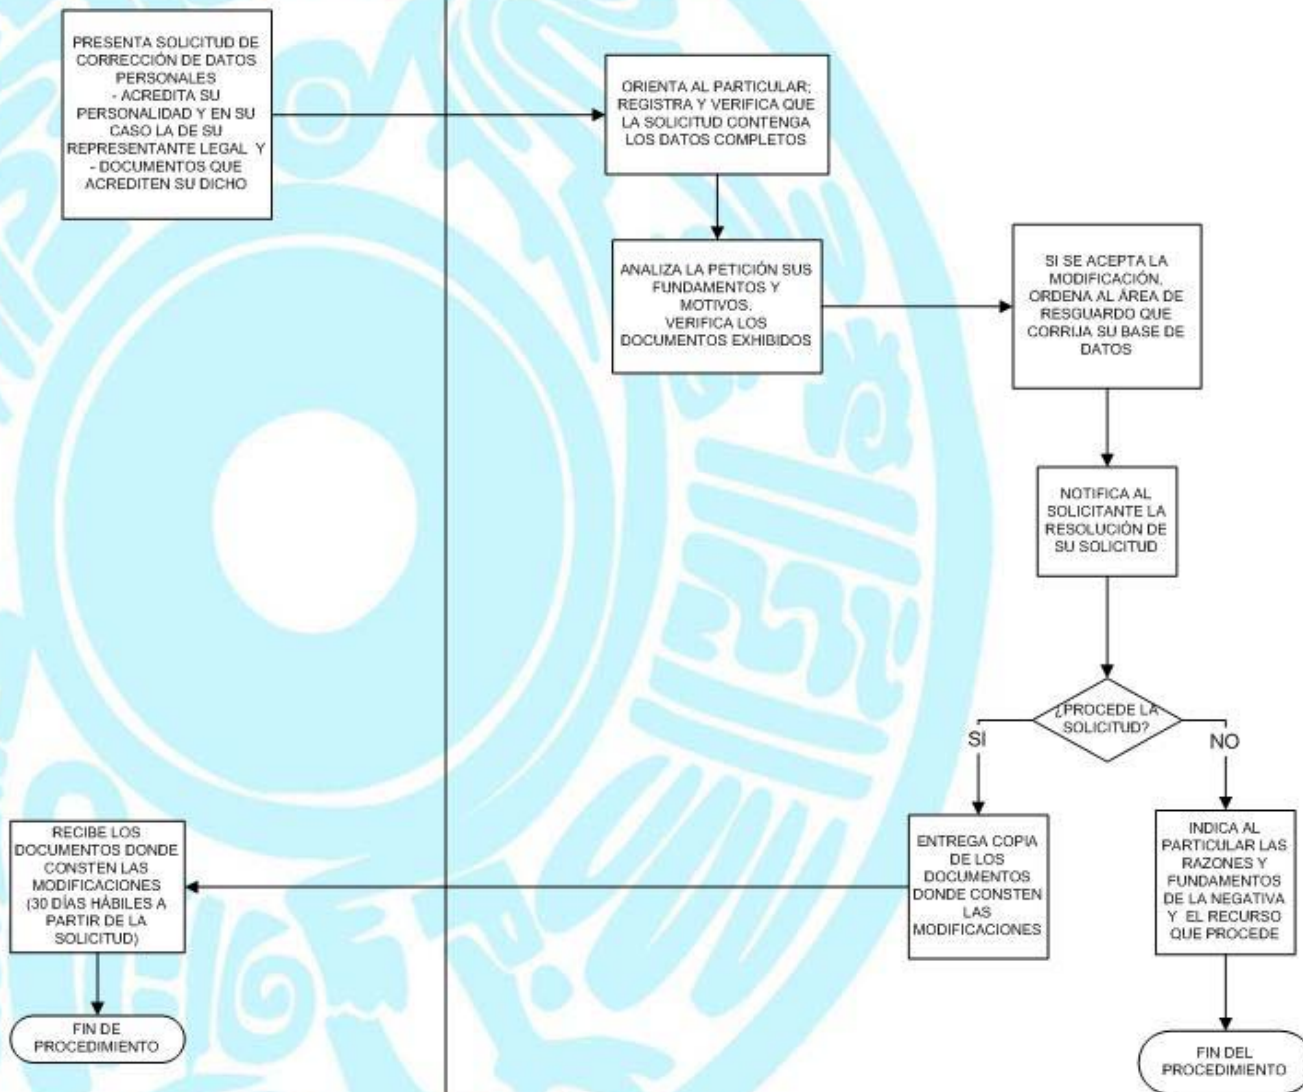 PRESENTA SOLICITUD DE
CORRECCIÓN DE DATOS
PERSONALES
- ACREDITA SU
PERSONALIDAD Y EN SU
CASO LA DE SU
REPRESENTANTE LEGAL Y
- DOCUMENTOS QUE
ACREDITEN SU DICHO
ORIENTA AL PARTICULAR;
REGISTRA Y VERIFICA QUE
LA SOLICITUD CONTENGA
LOS DATOS COMPLETOS
ANALIZA LA PETICIÓN SUS
FUNDAMENTOS Y
MOTIVOS.
VERIFICA LOS
DOCUMENTOS EXHIBIDOS
SI SE ACEPTA LA
MODIFICACIÓN,
ORDENA AL ÁREA DE
RESGUARDO QUE
CORRIJA SU BASE DE
DATOS
NOTIFICA AL
SOLICITANTE LA
RESOLUCIÓN DE
SU SOLICITUD
¿PROCEDE LA
SOLICITUD?
SI
NO
ENTREGA COPIA
DE LOS
DOCUMENTOS
DONDE CONSTEN
LAS
MODIFICACIONES
INDICA AL
PARTICULAR LAS
RAZONES Y
FUNDAMENTOS
DE LA NEGATIVA
Y EL RECURSO
QUE PROCEDE
RECIBE LOS
DOCUMENTOS DONDE
CONSTEN LAS
MODIFICACIONES
(30 DÍAS HÁBILES A
PARTIR DE LA
SOLICITUD)
FIN DE
PROCEDIMIENTO
FIN DEL
PROCEDIMIENTO